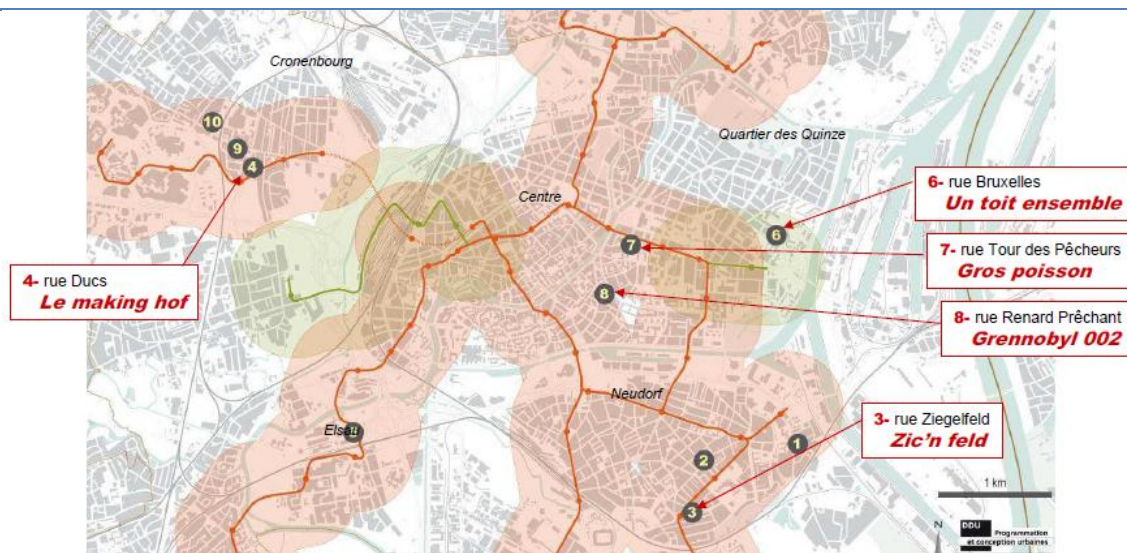 Cronenbourg
10
9
4
Quartier des Quinze
Centre
6
6- rue Bruxelles
Un toit ensemble
7
7- rue Tour des Pêcheurs
Gros poisson
4- rue Ducs
Le making hof
8
8- rue Renard Prêchant
Grennobyl 002
Neudorf
3- rue Ziegelfeld
Zic'n feld
Elsau
1
2
3
1 km
N
DDU Programmation
et conception urbaines